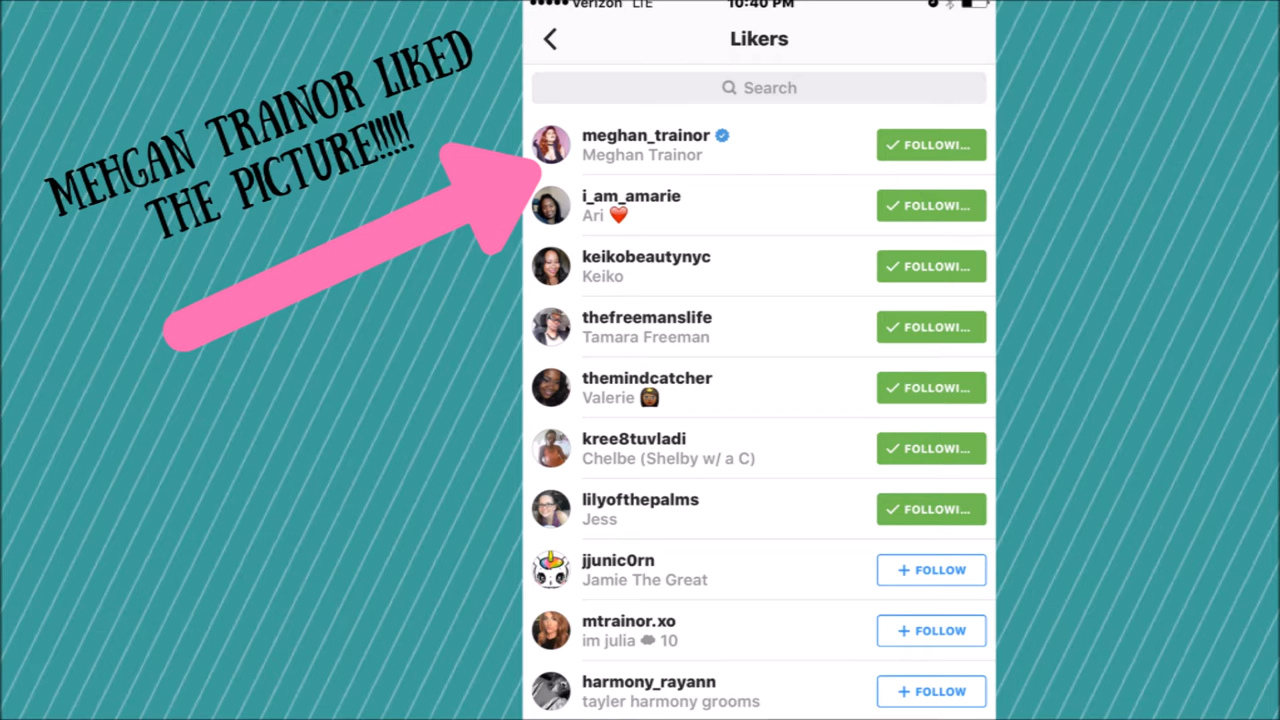 MEHGAN TRAINOR LIKED
THE PICTURE!!!!!
Verizon LTE 10:40 PM
Likers
Search
meghan_trainor
Meghan Trainor
FOLLOWI...
i_am_amarie
Ari ❤️
FOLLOWI...
keikobeautynyc
Keiko
FOLLOWI...
thefreemanslife
Tamara Freeman
FOLLOWI...
themindcatcher
Valerie
FOLLOWI...
kree8tuvladi
Chelbe (Shelby w/ a C)
FOLLOWI...
lilyofthepalms
Jess
FOLLOWI...
jjunic0rn
Jamie The Great
+ FOLLOW
mtrainor.xo
im julia 10
+ FOLLOW
harmony_rayann
tayler harmony grooms
+ FOLLOW